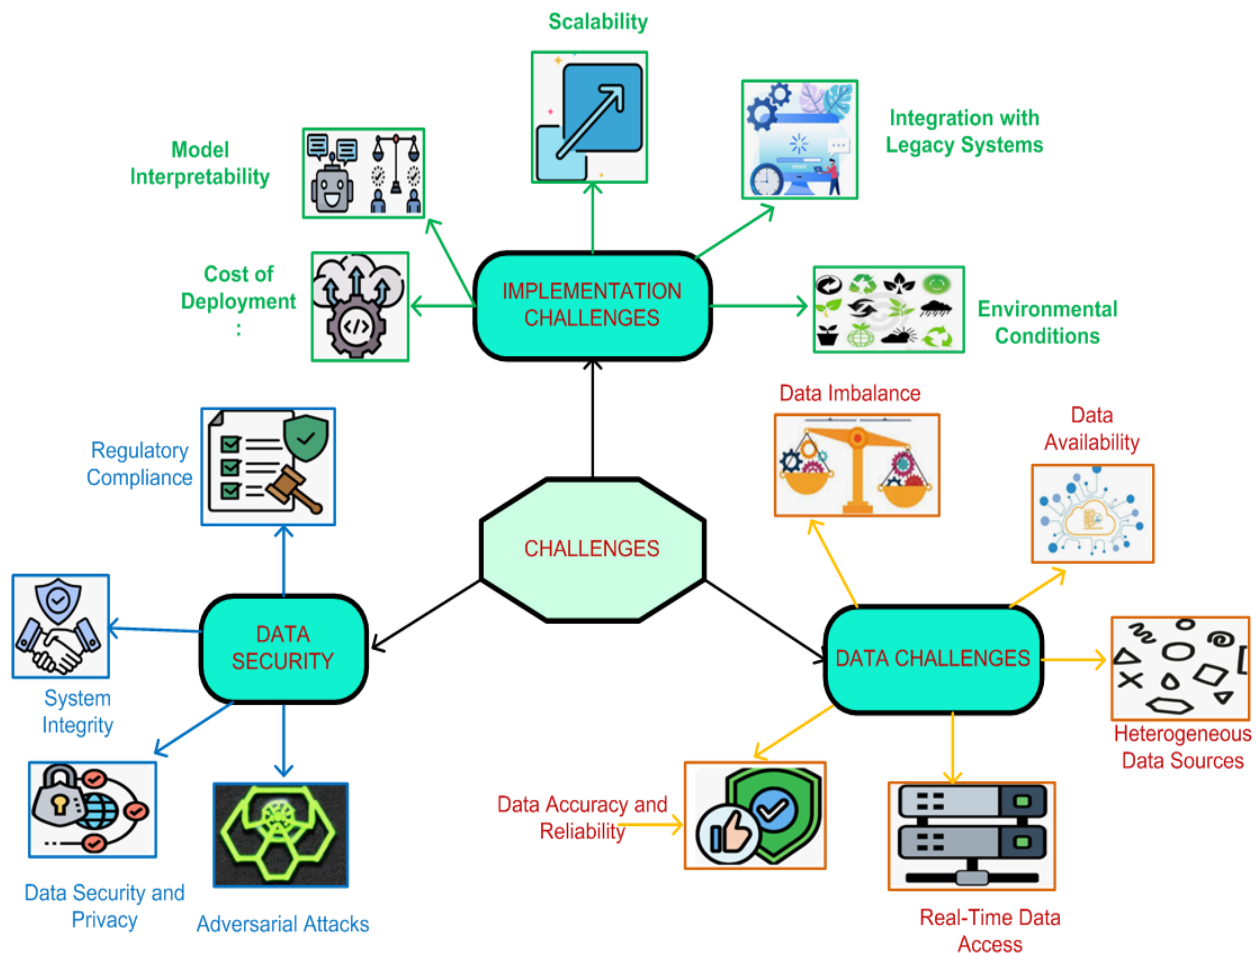 Scalability
Integration with
Legacy Systems
Model
Interpretability
Cost of
Deployment
:
IMPLEMENTATION
CHALLENGES
Environmental
Conditions
Data Imbalance
Data
Availability
Regulatory
Compliance
CHALLENGES
DATA
SECURITY
DATA CHALLENGES
System
Integrity
Heterogeneous
Data Sources
Data Accuracy and
Reliability
Data Security and
Privacy
Adversarial Attacks
Real-Time Data
Access